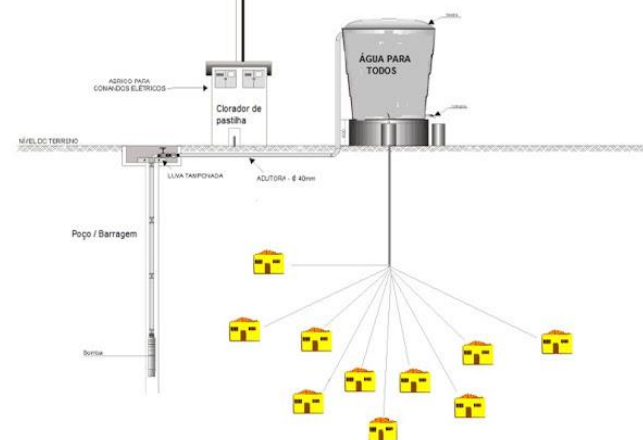 ÁGUA PARA
TODOS
ABRIGO PARA
COMANDOS ELÉTRICOS
Clorador de
pastilha
NÍVEL DO TERRENO
LUVA TAMPONADA
ADUTORA - Ø 40mm
Poço / Barragem
Bomba